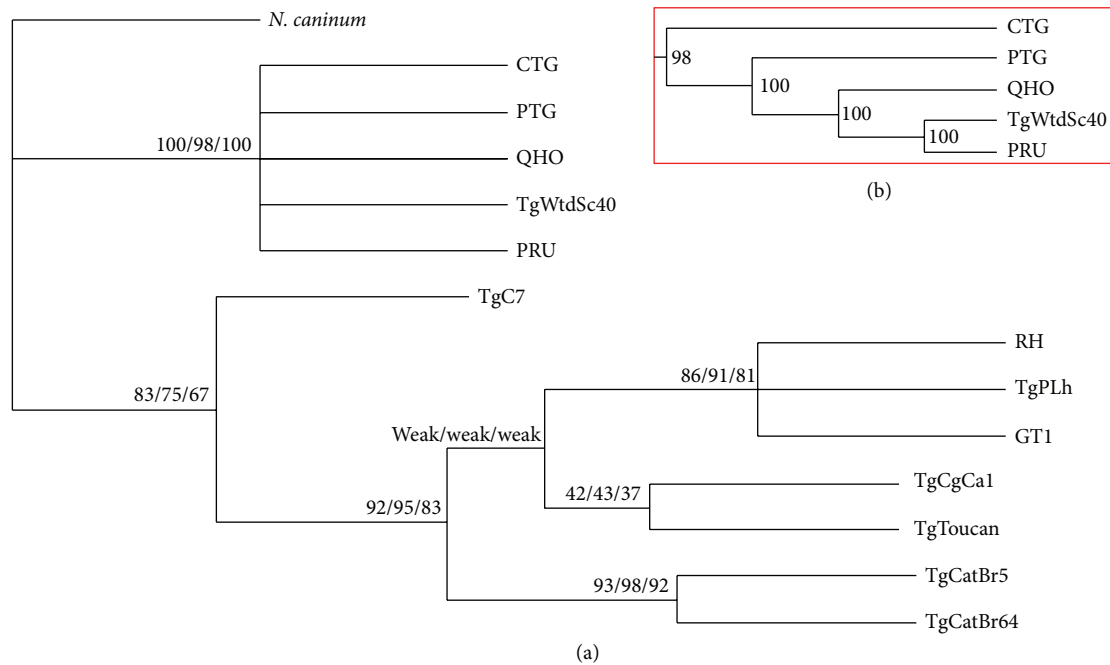 N. caninum
CTG
PTG
100/98/100
QHO
TgWtdSc40
PRU
TgC7
RH
83/75/67
86/91/81
TgPLh
Weak/weak/weak
GT1
TgCgCa1
42/43/37
92/95/83
TgToucan
93/98/92
TgCatBr5
TgCatBr64
(a)
CTG
98
PTG
100
QHO
100
TgWtdSc40
100
PRU
(b)